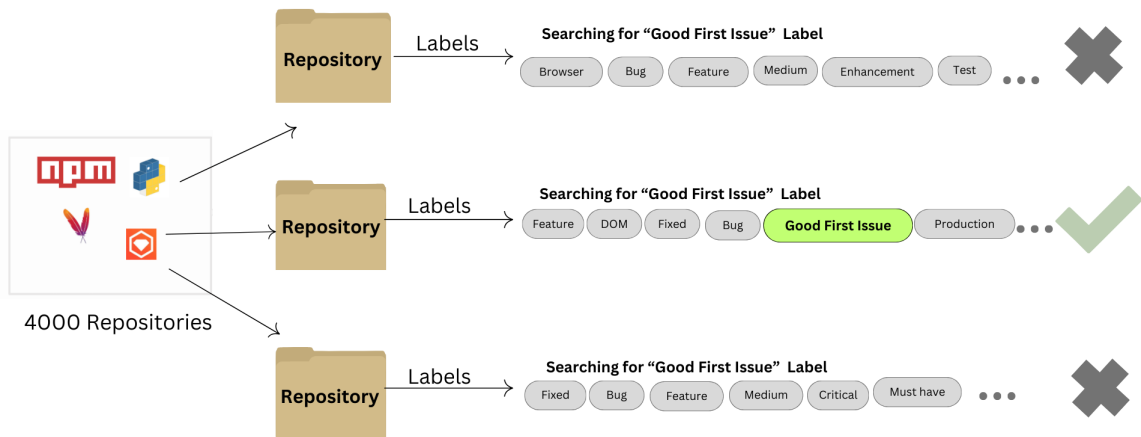 Repository
Labels
Searching for “Good First Issue” Label
Browser
Bug
Feature
Medium
Enhancement
Test
...
npm
4000 Repositories
Repository
Labels
Searching for “Good First Issue” Label
Feature
DOM
Fixed
Bug
Good First Issue
Production
...
Repository
Labels
Searching for “Good First Issue” Label
Fixed
Bug
Feature
Medium
Critical
Must have
...